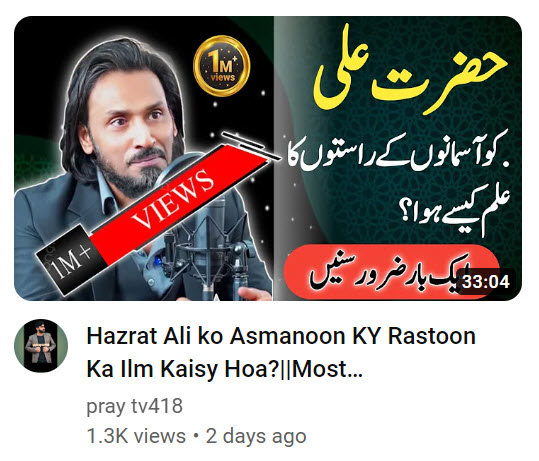 1M+
views
حضرت علی
.کو آسمانوں کے راستوں کا
علم کیسے ہوا؟
1M+ VIEWS
ایک بار ضرور سنیں
33:04
Hazrat Ali ko Asmanoon KY Rastoon
Ka Ilm Kaisy Hoa?||Most...
pray tv418
1.3K views • 2 days ago